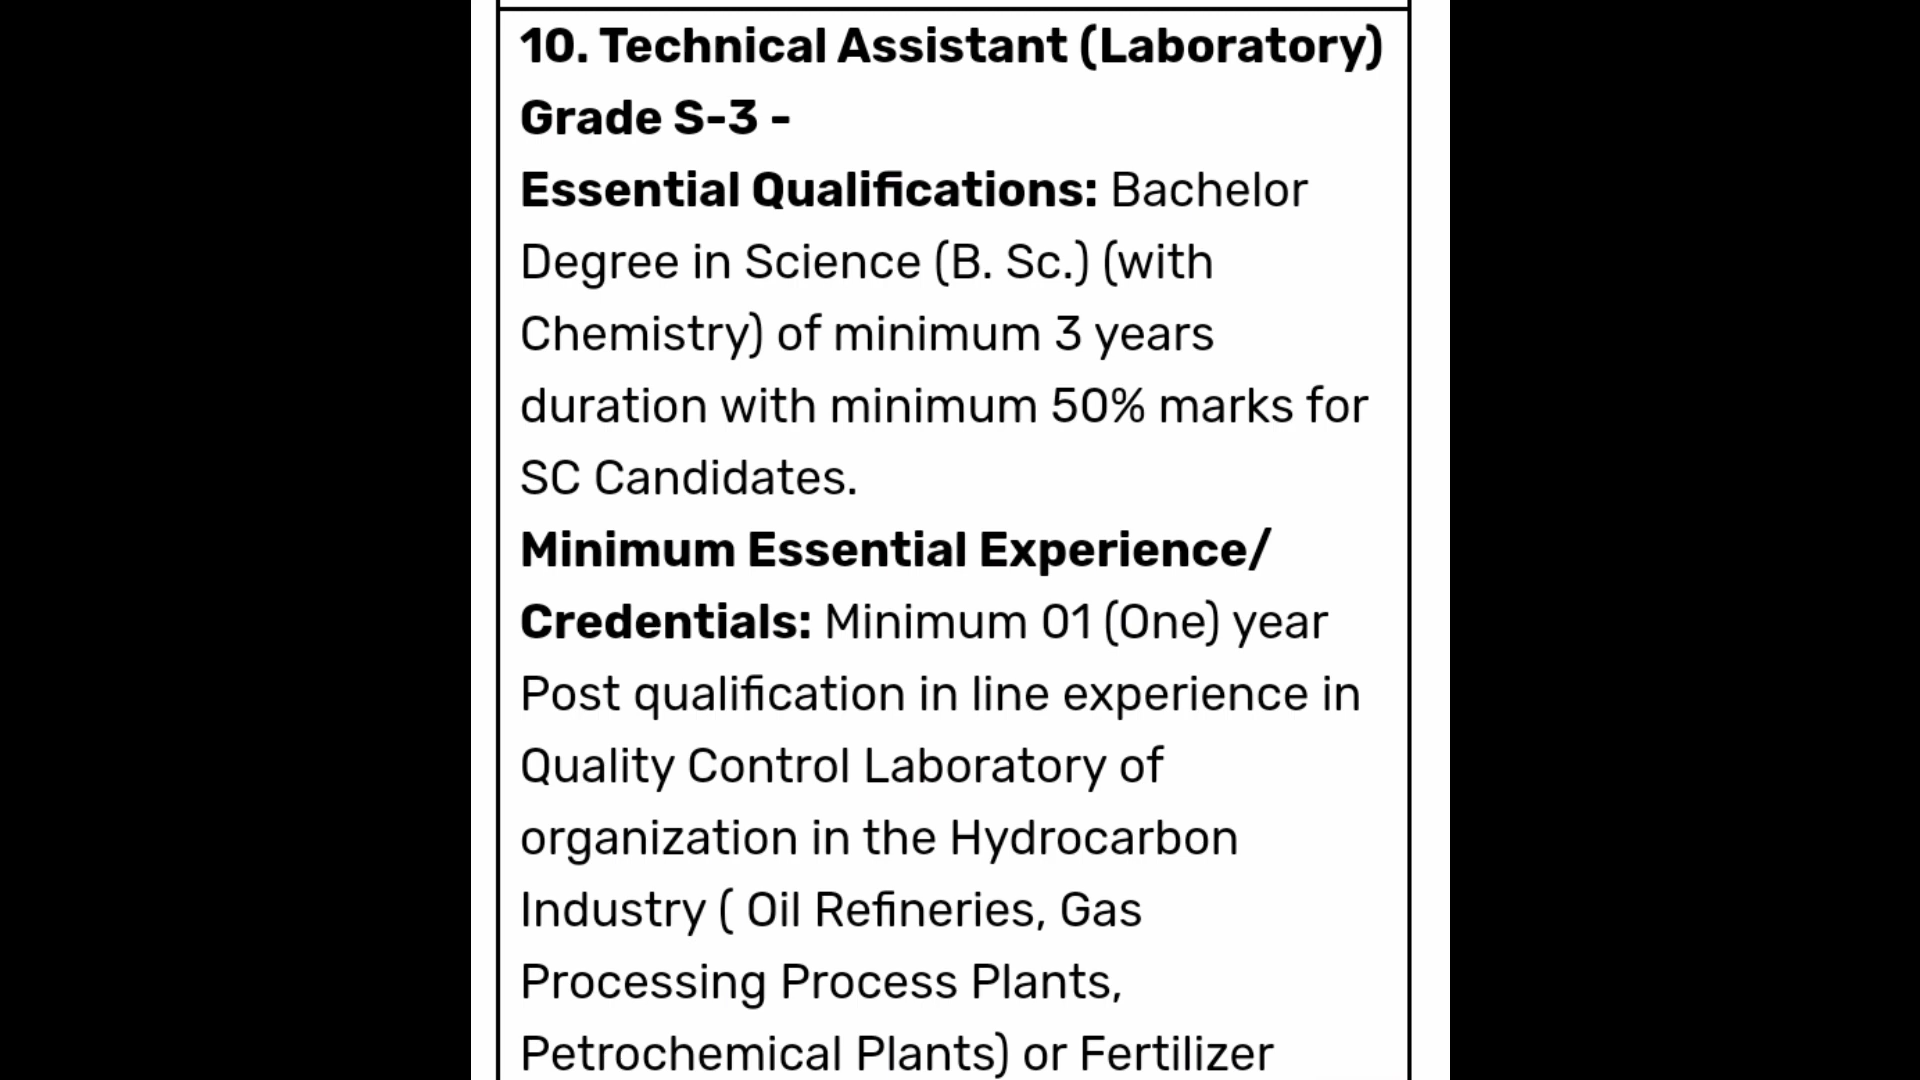 10. Technical Assistant (Laboratory)
Grade S-3 -
Essential Qualifications: Bachelor
Degree in Science (B. Sc.) (with
Chemistry) of minimum 3 years
duration with minimum 50% marks for
SC Candidates.
Minimum Essential Experience/
Credentials: Minimum 01 (One) year
Post qualification in line experience in
Quality Control Laboratory of
organization in the Hydrocarbon
Industry ( Oil Refineries, Gas
Processing Process Plants,
Petrochemical Plants) or Fertilizer